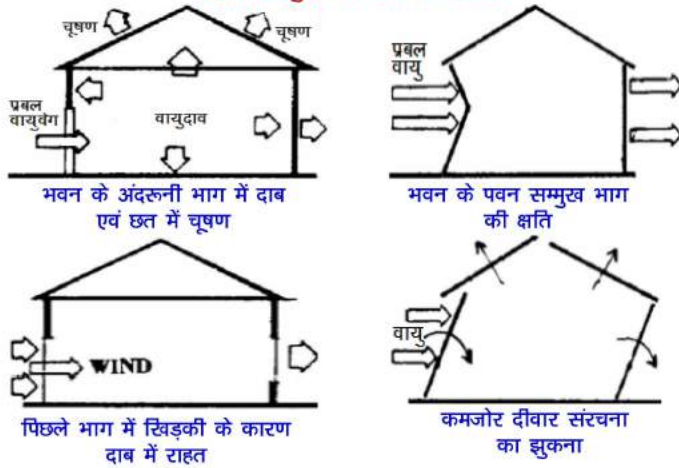 चूषण
चूषण
प्रबल
वायुवेग
वायुदाव
भवन के अंदरूनी भाग में दाब
एवं छत में चूषण
प्रबल
वायु
भवन के पवन सम्मुख भाग
की क्षति
WIND
पिछले भाग में खिड़की के कारण
दाब में राहत
वायु
कमजोर दीवार संरचना
का झुकना